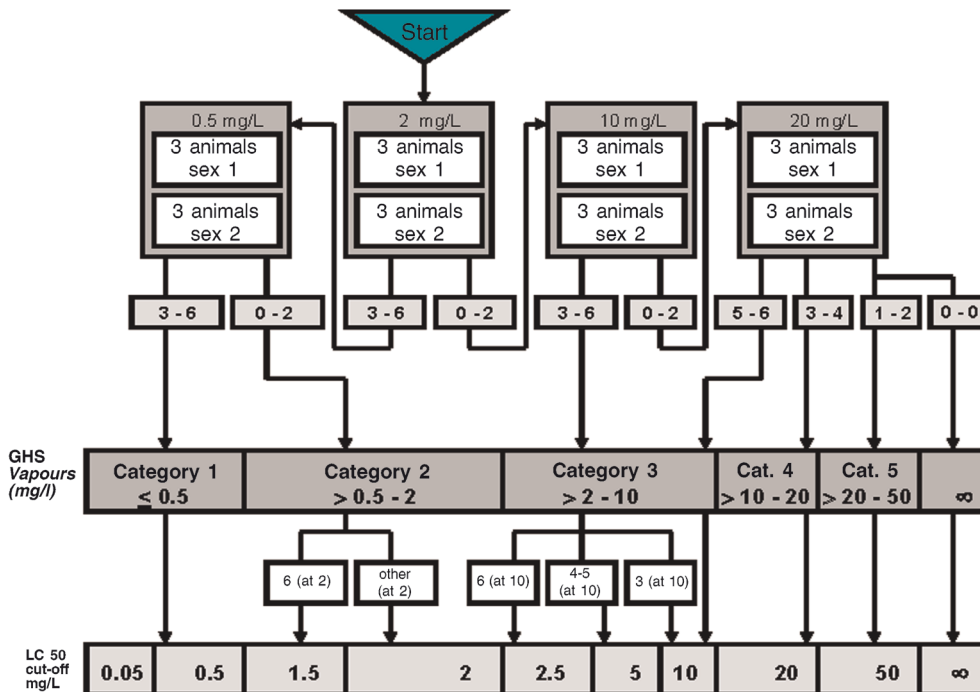 Start
0.5 mg/L
3 animals
sex 1
3 animals
sex 2
2 mg/L
3 animals
sex 1
3 animals
sex 2
10 mg/L
3 animals
sex 1
3 animals
sex 2
20 mg/L
3 animals
sex 1
3 animals
sex 2
3 - 6
0 - 2
3 - 6
0 - 2
3 - 6
0 - 2
5 - 6
3 - 4
1 - 2
0 - 0
GHS
Vapours
(mg/l)
Category 1
≤ 0.5
Category 2
> 0.5 - 2
Category 3
> 2 - 10
Cat. 4
> 10 - 20
Cat. 5
> 20 - 50
∞
6 (at 2)
other
(at 2)
6 (at 10)
4-5
(at 10)
3 (at 10)
LC 50
cut-off
mg/L
0.05
0.5
1.5
2
2.5
5
10
20
50
∞